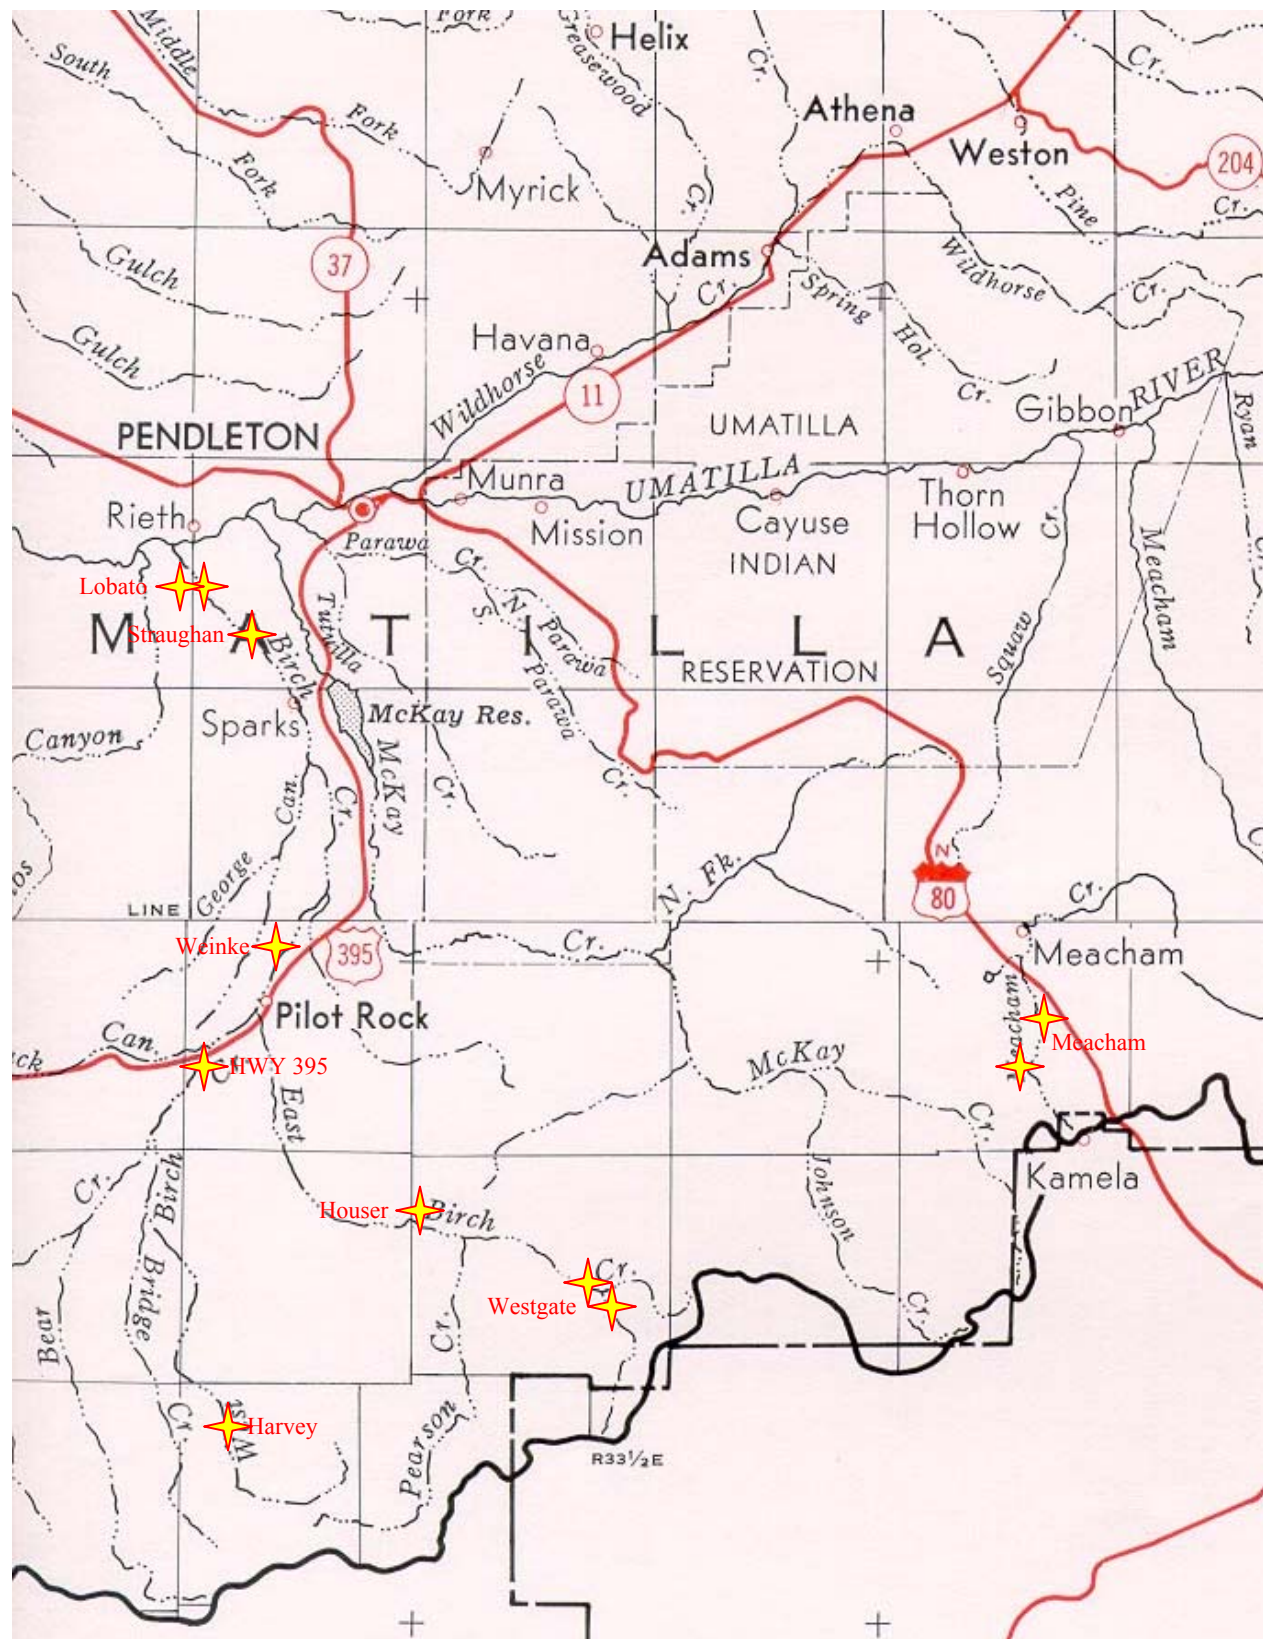 Fork
Middle
Greasewood
Helix
South
Cr.
Cr.
Athena
Fork
Weston
204
Fork
Myrick
Cr.
Pine
Cr.
Adams
Wildhorse
37
Gulch
Cr.
Spring
Cr.
Havana
Hol.
Gulch
11
Cr.
Wildhorse
Gibbon
RIVER
Ryan
PENDLETON
UMATILLA
Munra
UMATILLA
Thorn
Hollow
Rieth
Mission
Cayuse
Cr.
Parawa
Cr.
INDIAN
Meacham
Lobato
S.
N.
Tutuilla
Parawa
Straughan
M A T I L L A
Birch
Parawa
Squaw
RESERVATION
Sparks
McKay Res.
Canyon
McKay
Cr.
Can.
Cr.
Cr.
George
N. Fk.
N
80
Cr.
LINE
Weinke
395
Cr.
Meacham
Pilot Rock
Meacham
Can.
Meacham
HWY 395
Cr.
McKay
East
Cr.
Birch
Cr.
Johnson
Kamela
Houser
Birch
Bridge
Cr.
Westgate
Cr.
Bear
Cr.
Cr.
W.
Harvey
Pearson
R33½E